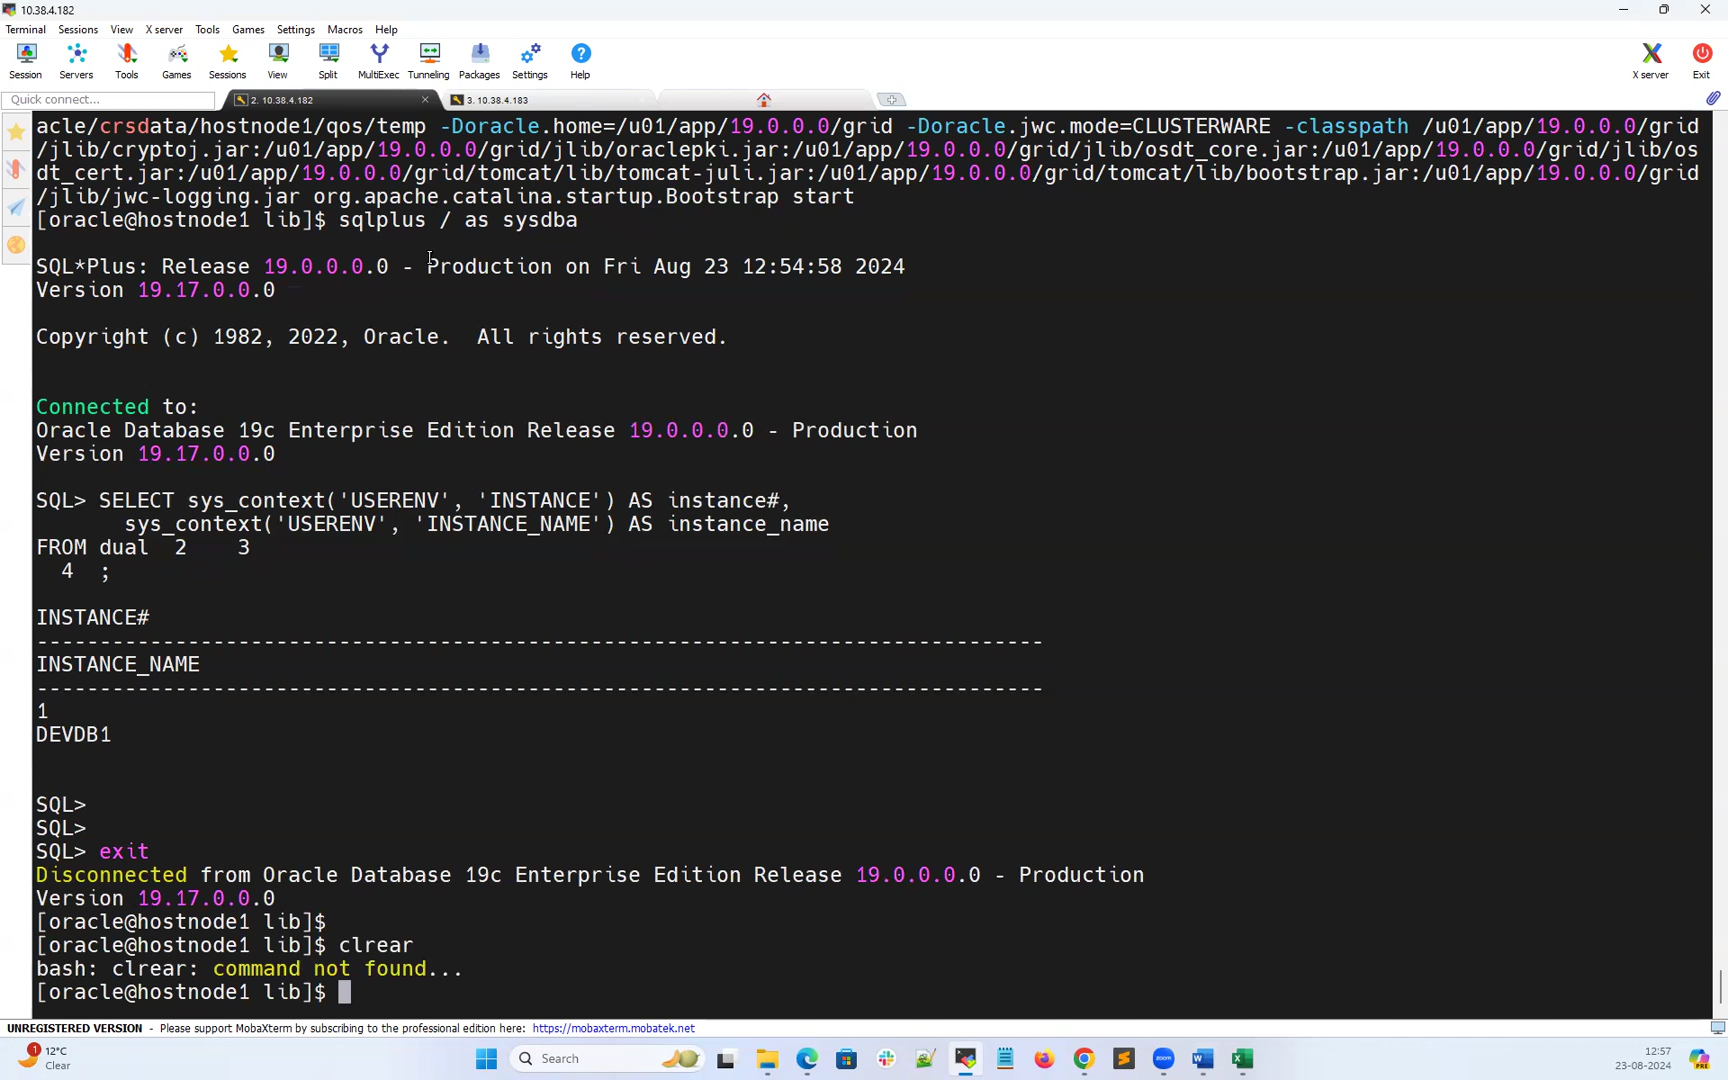 10.38.4.182
Terminal Sessions View X server Tools Games Settings Macros Help
Session Servers Tools Games Sessions View Split MultiExec Tunneling Packages Settings Help X server Exit
Quick connect... 2. 10.38.4.182 3. 10.38.4.183
acle/crsdata/hostnode1/qos/temp -Doracle.home=/u01/app/19.0.0.0/grid -Doracle.jwc.mode=CLUSTERWARE -classpath /u01/app/19.0.0.0/grid
/jlib/cryptoj.jar:/u01/app/19.0.0.0/grid/jlib/oraclepki.jar:/u01/app/19.0.0.0/grid/jlib/osdt_core.jar:/u01/app/19.0.0.0/grid/jlib/os
dt_cert.jar:/u01/app/19.0.0.0/grid/tomcat/lib/tomcat-juli.jar:/u01/app/19.0.0.0/grid/tomcat/lib/bootstrap.jar:/u01/app/19.0.0.0/grid
/jlib/jwc-logging.jar org.apache.catalina.startup.Bootstrap start
[oracle@hostnode1 lib]$ sqlplus / as sysdba
SQL*Plus: Release 19.0.0.0.0 - Production on Fri Aug 23 12:54:58 2024
Version 19.17.0.0.0
Copyright (c) 1982, 2022, Oracle.  All rights reserved.
Connected to:
Oracle Database 19c Enterprise Edition Release 19.0.0.0.0 - Production
Version 19.17.0.0.0
SQL> SELECT sys_context('USERENV', 'INSTANCE') AS instance#,
sys_context('USERENV', 'INSTANCE_NAME') AS instance_name
FROM dual  2    3
4  ;
INSTANCE#
--------------------------------------------------------------------------------
INSTANCE_NAME
--------------------------------------------------------------------------------
1
DEVDB1
SQL>
SQL>
SQL> exit
Disconnected from Oracle Database 19c Enterprise Edition Release 19.0.0.0.0 - Production
Version 19.17.0.0.0
[oracle@hostnode1 lib]$
[oracle@hostnode1 lib]$ clrear
bash: clrear: command not found...
[oracle@hostnode1 lib]$
UNREGISTERED VERSION - Please support MobaXterm by subscribing to the professional edition here: https://mobaxterm.mobatek.net
1 12°C
Clear
Search
12:57
23-08-2024
PRE